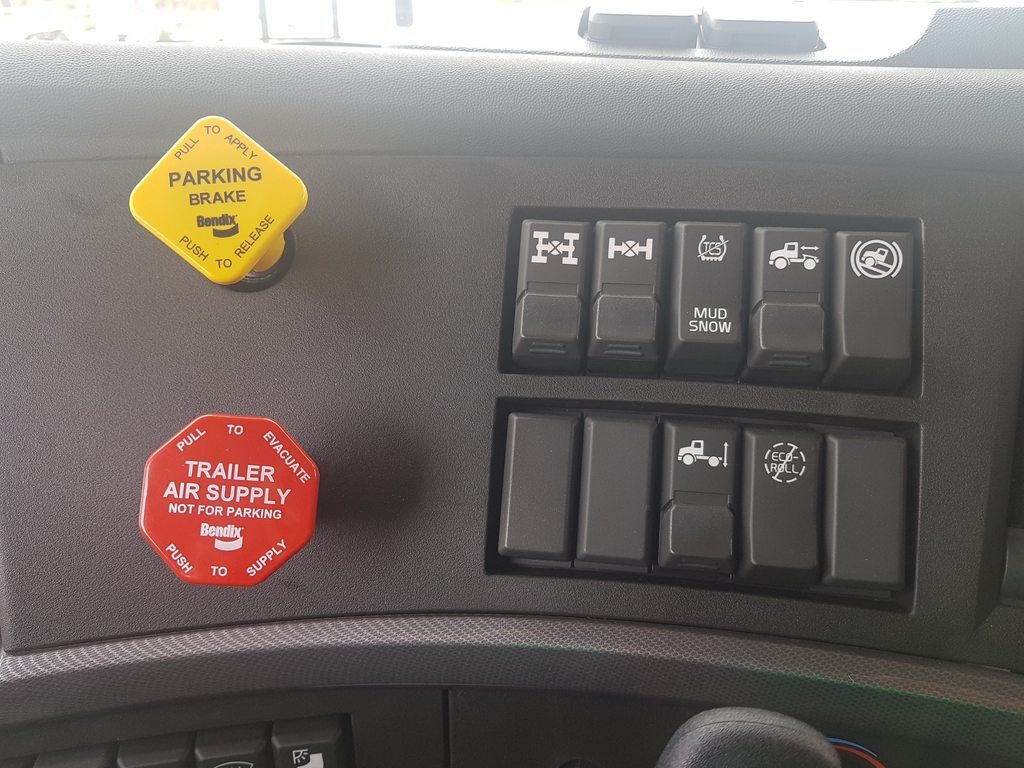 PULL TO APPLY
PARKING
BRAKE
Bendix
PUSH TO RELEASE
TCS
MUD
SNOW
PULL TO EVACUATE
TRAILER
AIR SUPPLY
NOT FOR PARKING
Bendix
PUSH TO SUPPLY
ECO-
ROLL